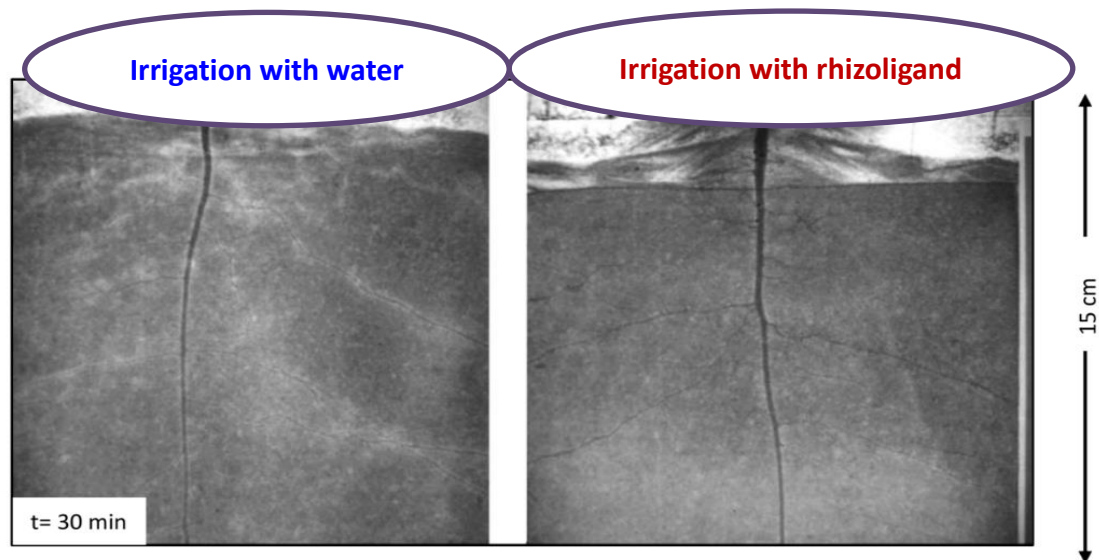 Irrigation with water
Irrigation with rhizoligand
15 cm
t= 30 min